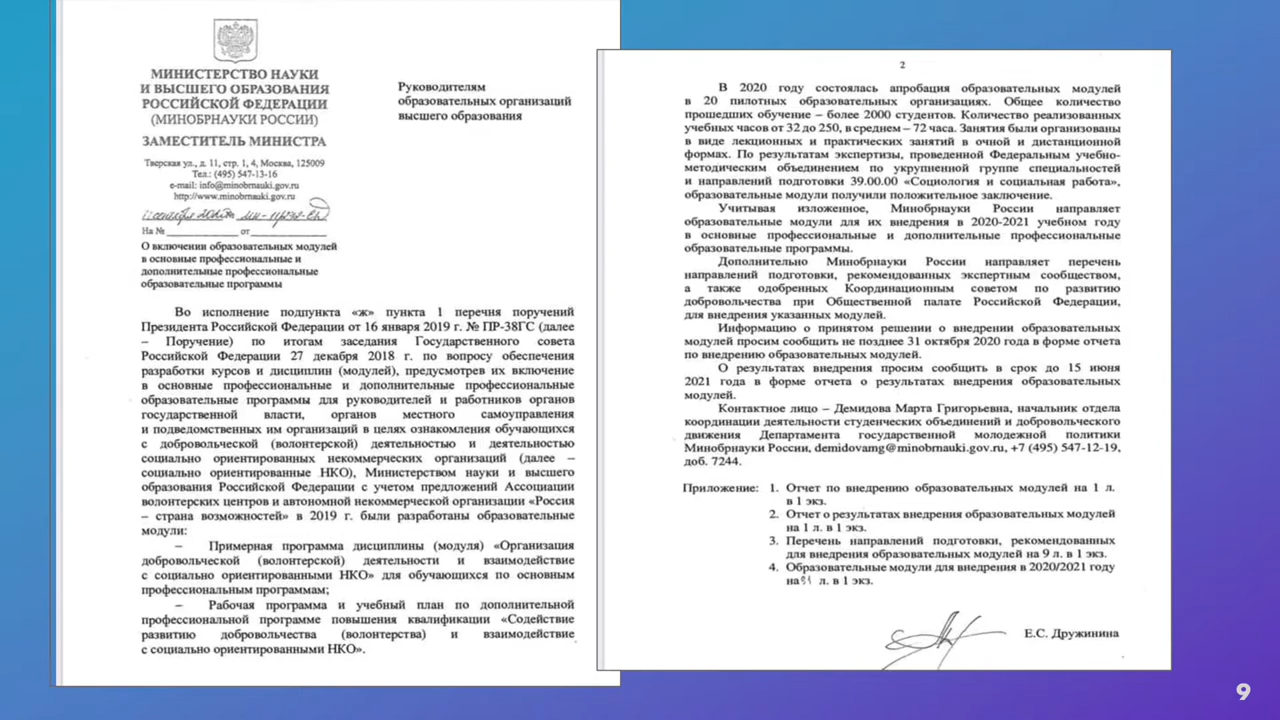 МИНИСТЕРСТВО НАУКИ
И ВЫСШЕГО ОБРАЗОВАНИЯ
РОССИЙСКОЙ ФЕДЕРАЦИИ
(МИНОБРНАУКИ РОССИИ)
ЗАМЕСТИТЕЛЬ МИНИСТРА
Тверская ул., д. 11, стр. 1, 4, Москва, 125009
Тел.: (495) 547-13-16
e-mail: info@minobrnauki.gov.ru
http://www.minobrnauki.gov.ru
На № от
О включении образовательных модулей
в основные профессиональные и
дополнительные профессиональные
образовательные программы
Руководителям
образовательных организаций
высшего образования
Во исполнение подпункта «ж» пункта 1 перечня поручений
Президента Российской Федерации от 16 января 2019 г. № ПР-38ГС (далее
– Поручение) по итогам заседания Государственного совета
Российской Федерации 27 декабря 2018 г. по вопросу обеспечения
разработки курсов и дисциплин (модулей), предусмотрев их включение
в основные профессиональные и дополнительные профессиональные
образовательные программы для руководителей и работников органов
государственной власти, органов местного самоуправления
и подведомственных им организаций в целях ознакомления обучающихся
с добровольческой (волонтерской) деятельностью и деятельностью
социально ориентированных некоммерческих организаций (далее –
социально ориентированные НКО), Министерством науки и высшего
образования Российской Федерации с учетом предложений Ассоциации
волонтерских центров и автономной некоммерческой организации «Россия
– страна возможностей» в 2019 г. были разработаны образовательные
модули:
– Примерная программа дисциплины (модуля) «Организация
добровольческой (волонтерской) деятельности и взаимодействие
с социально ориентированными НКО» для обучающихся по основным
профессиональным программам;
– Рабочая программа и учебный план по дополнительной
профессиональной программе повышения квалификации «Содействие
развитию добровольчества (волонтерства) и взаимодействие
с социально ориентированными НКО».
2
В 2020 году состоялась апробация образовательных модулей
в 20 пилотных образовательных организациях. Общее количество
прошедших обучение – более 2000 студентов. Количество реализованных
учебных часов от 32 до 250, в среднем – 72 часа. Занятия были организованы
в виде лекционных и практических занятий в очной и дистанционной
формах. По результатам экспертизы, проведенной Федеральным учебно-
методическим объединением по укрупненной группе специальностей
и направлений подготовки 39.00.00 «Социология и социальная работа»,
образовательные модули получили положительное заключение.
Учитывая изложенное, Минобрнауки России направляет
образовательные модули для их внедрения в 2020-2021 учебном году
в основные профессиональные и дополнительные профессиональные
образовательные программы.
Дополнительно Минобрнауки России направляет перечень
направлений подготовки, рекомендованных экспертным сообществом,
а также одобренных Координационным советом по развитию
добровольчества при Общественной палате Российской Федерации,
для внедрения указанных модулей.
Информацию о принятом решении о внедрении образовательных
модулей просим сообщить не позднее 31 октября 2020 года в форме отчета
по внедрению образовательных модулей.
О результатах внедрения просим сообщить в срок до 15 июня
2021 года в форме отчета о результатах внедрения образовательных
модулей.
Контактное лицо – Демидова Марта Григорьевна, начальник отдела
координации деятельности студенческих объединений и добровольческого
движения Департамента государственной молодежной политики
Минобрнауки России, demidovamg@minobrnauki.gov.ru, +7 (495) 547-12-19,
доб. 7244.
Приложение: 1. Отчет по внедрению образовательных модулей на 1 л.
в 1 экз.
2. Отчет о результатах внедрения образовательных модулей
на 1 л. в 1 экз.
3. Перечень направлений подготовки, рекомендованных
для внедрения образовательных модулей на 9 л. в 1 экз.
4. Образовательные модули для внедрения в 2020/2021 году
на л. в 1 экз.
Е.С. Дружинина
9